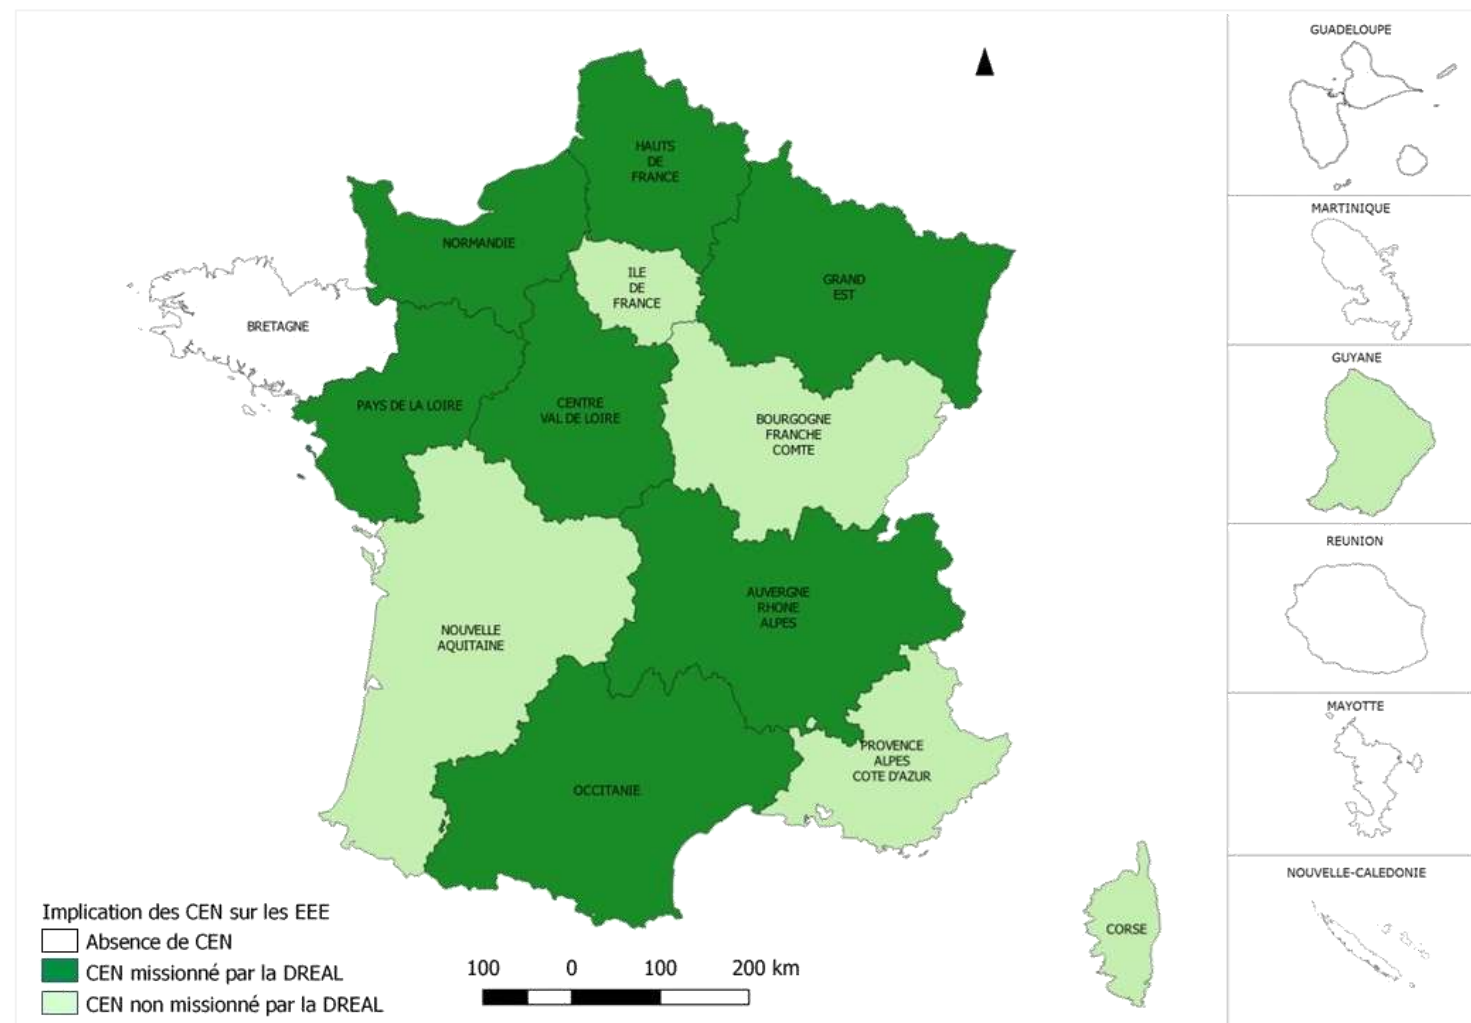 GUADELOUPE
HAUTS
DE
FRANCE
MARTINIQUE
NORMANDIE
ILE
DE
FRANCE
GRAND
EST
BRETAGNE
GUYANE
PAYS DE LA LOIRE
CENTRE
VAL DE LOIRE
BOURGOGNE
FRANCHE
COMTE
REUNION
AUVERGNE
RHONE
ALPES
NOUVELLE
AQUITAINE
MAYOTTE
PROVENCE
ALPES
COTE D'AZUR
OCCITANIE
NOUVELLE-CALEDONIE
CORSE
Implication des CEN sur les EEE
Absence de CEN
CEN missionné par la DREAL
CEN non missionné par la DREAL
100 0 100 200 km